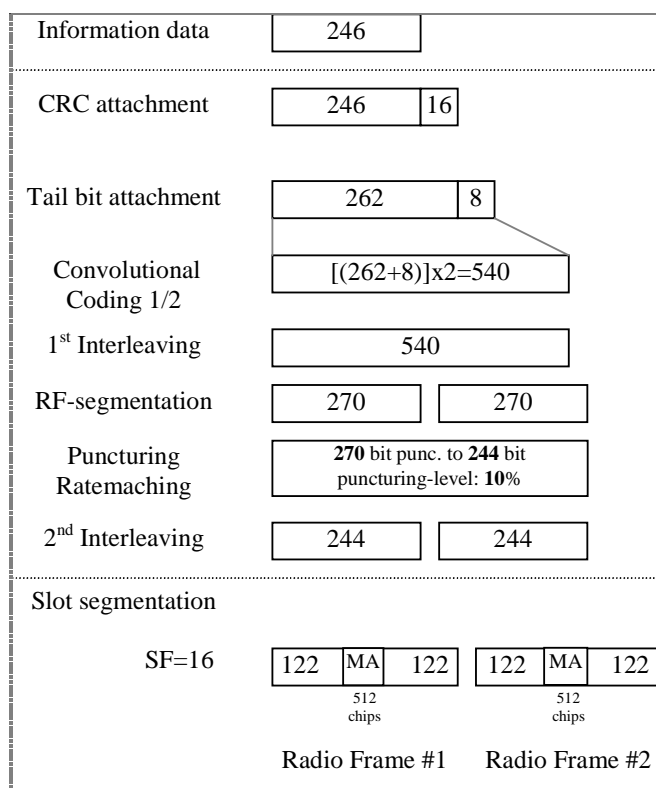 Information data 246
CRC attachment 246 16
Tail bit attachment 262 8
Convolutional
Coding 1/2
[(262+8)]x2=540
1st Interleaving 540
RF-segmentation 270 270
Puncturing
Ratemaching
270 bit punc. to 244 bit
puncturing-level: 10%
2nd Interleaving 244 244
Slot segmentation
SF=16 122 MA 122 122 MA 122
512 512
chips chips
Radio Frame #1 Radio Frame #2